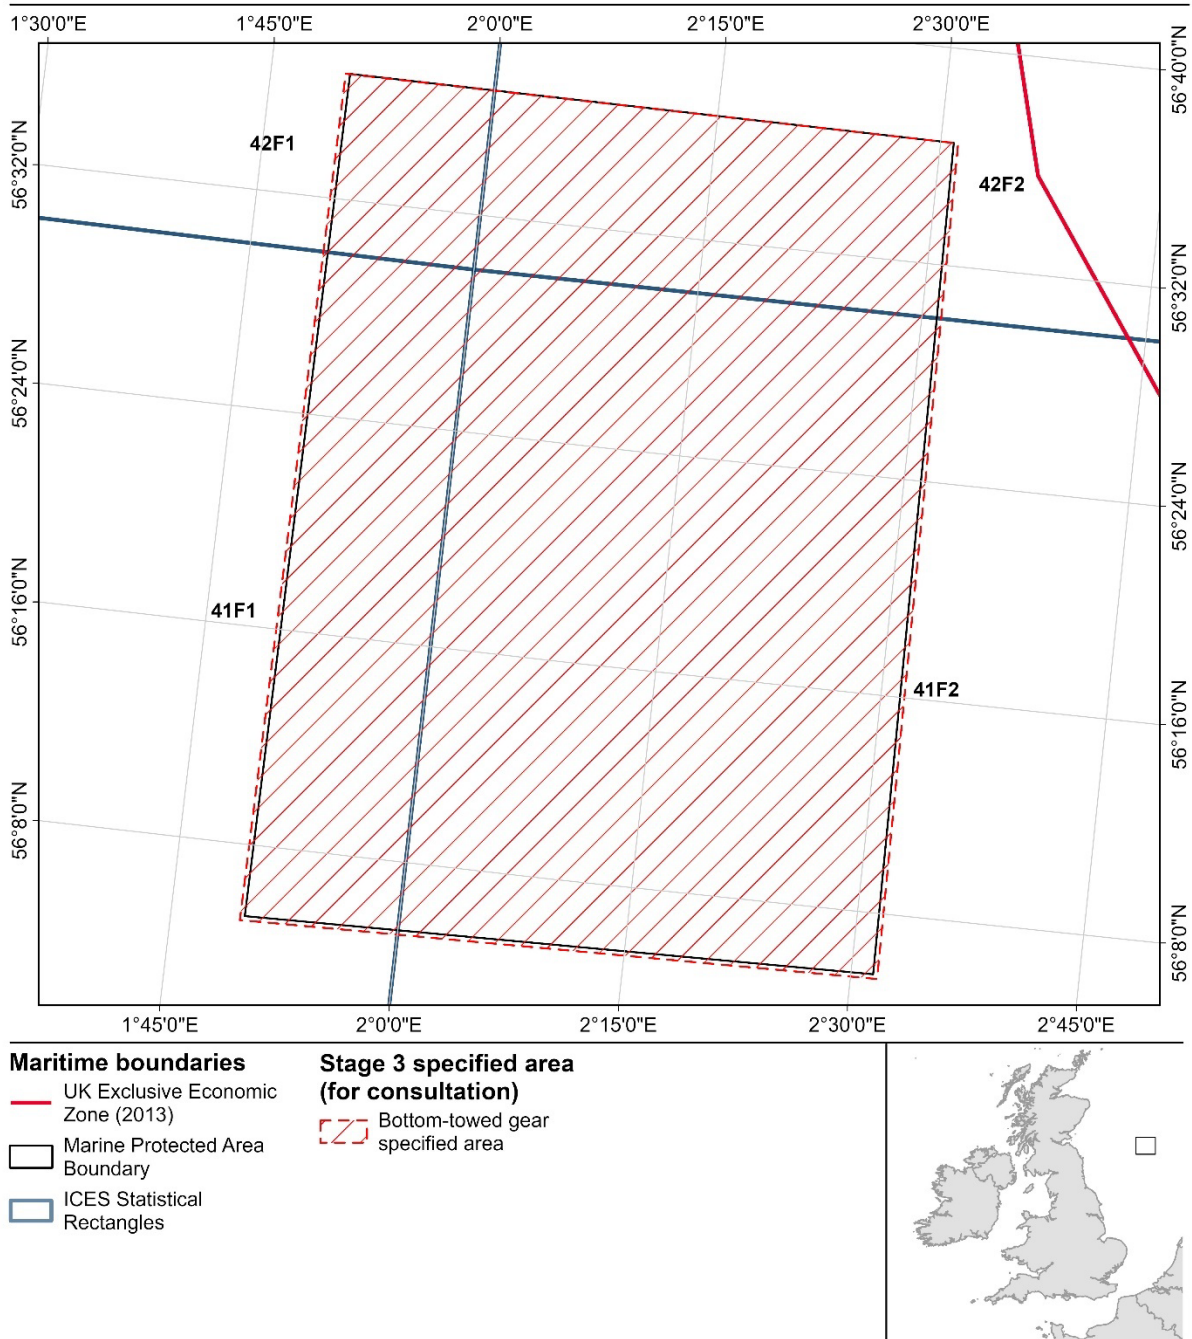 1°30'0"E 1°45'0"E 2°0'0"E 2°15'0"E 2°30'0"E
56°40'0"N
42F1
42F2
56°32'0"N
56°32'0"N
56°24'0"N
56°24'0"N
56°16'0"N
41F1
41F2
56°16'0"N
56°8'0"N
56°8'0"N
1°45'0"E 2°0'0"E 2°15'0"E 2°30'0"E 2°45'0"E
Maritime boundaries
UK Exclusive Economic
Zone (2013)
Marine Protected Area
Boundary
ICES Statistical
Rectangles
Stage 3 specified area
(for consultation)
Bottom-towed gear
specified area